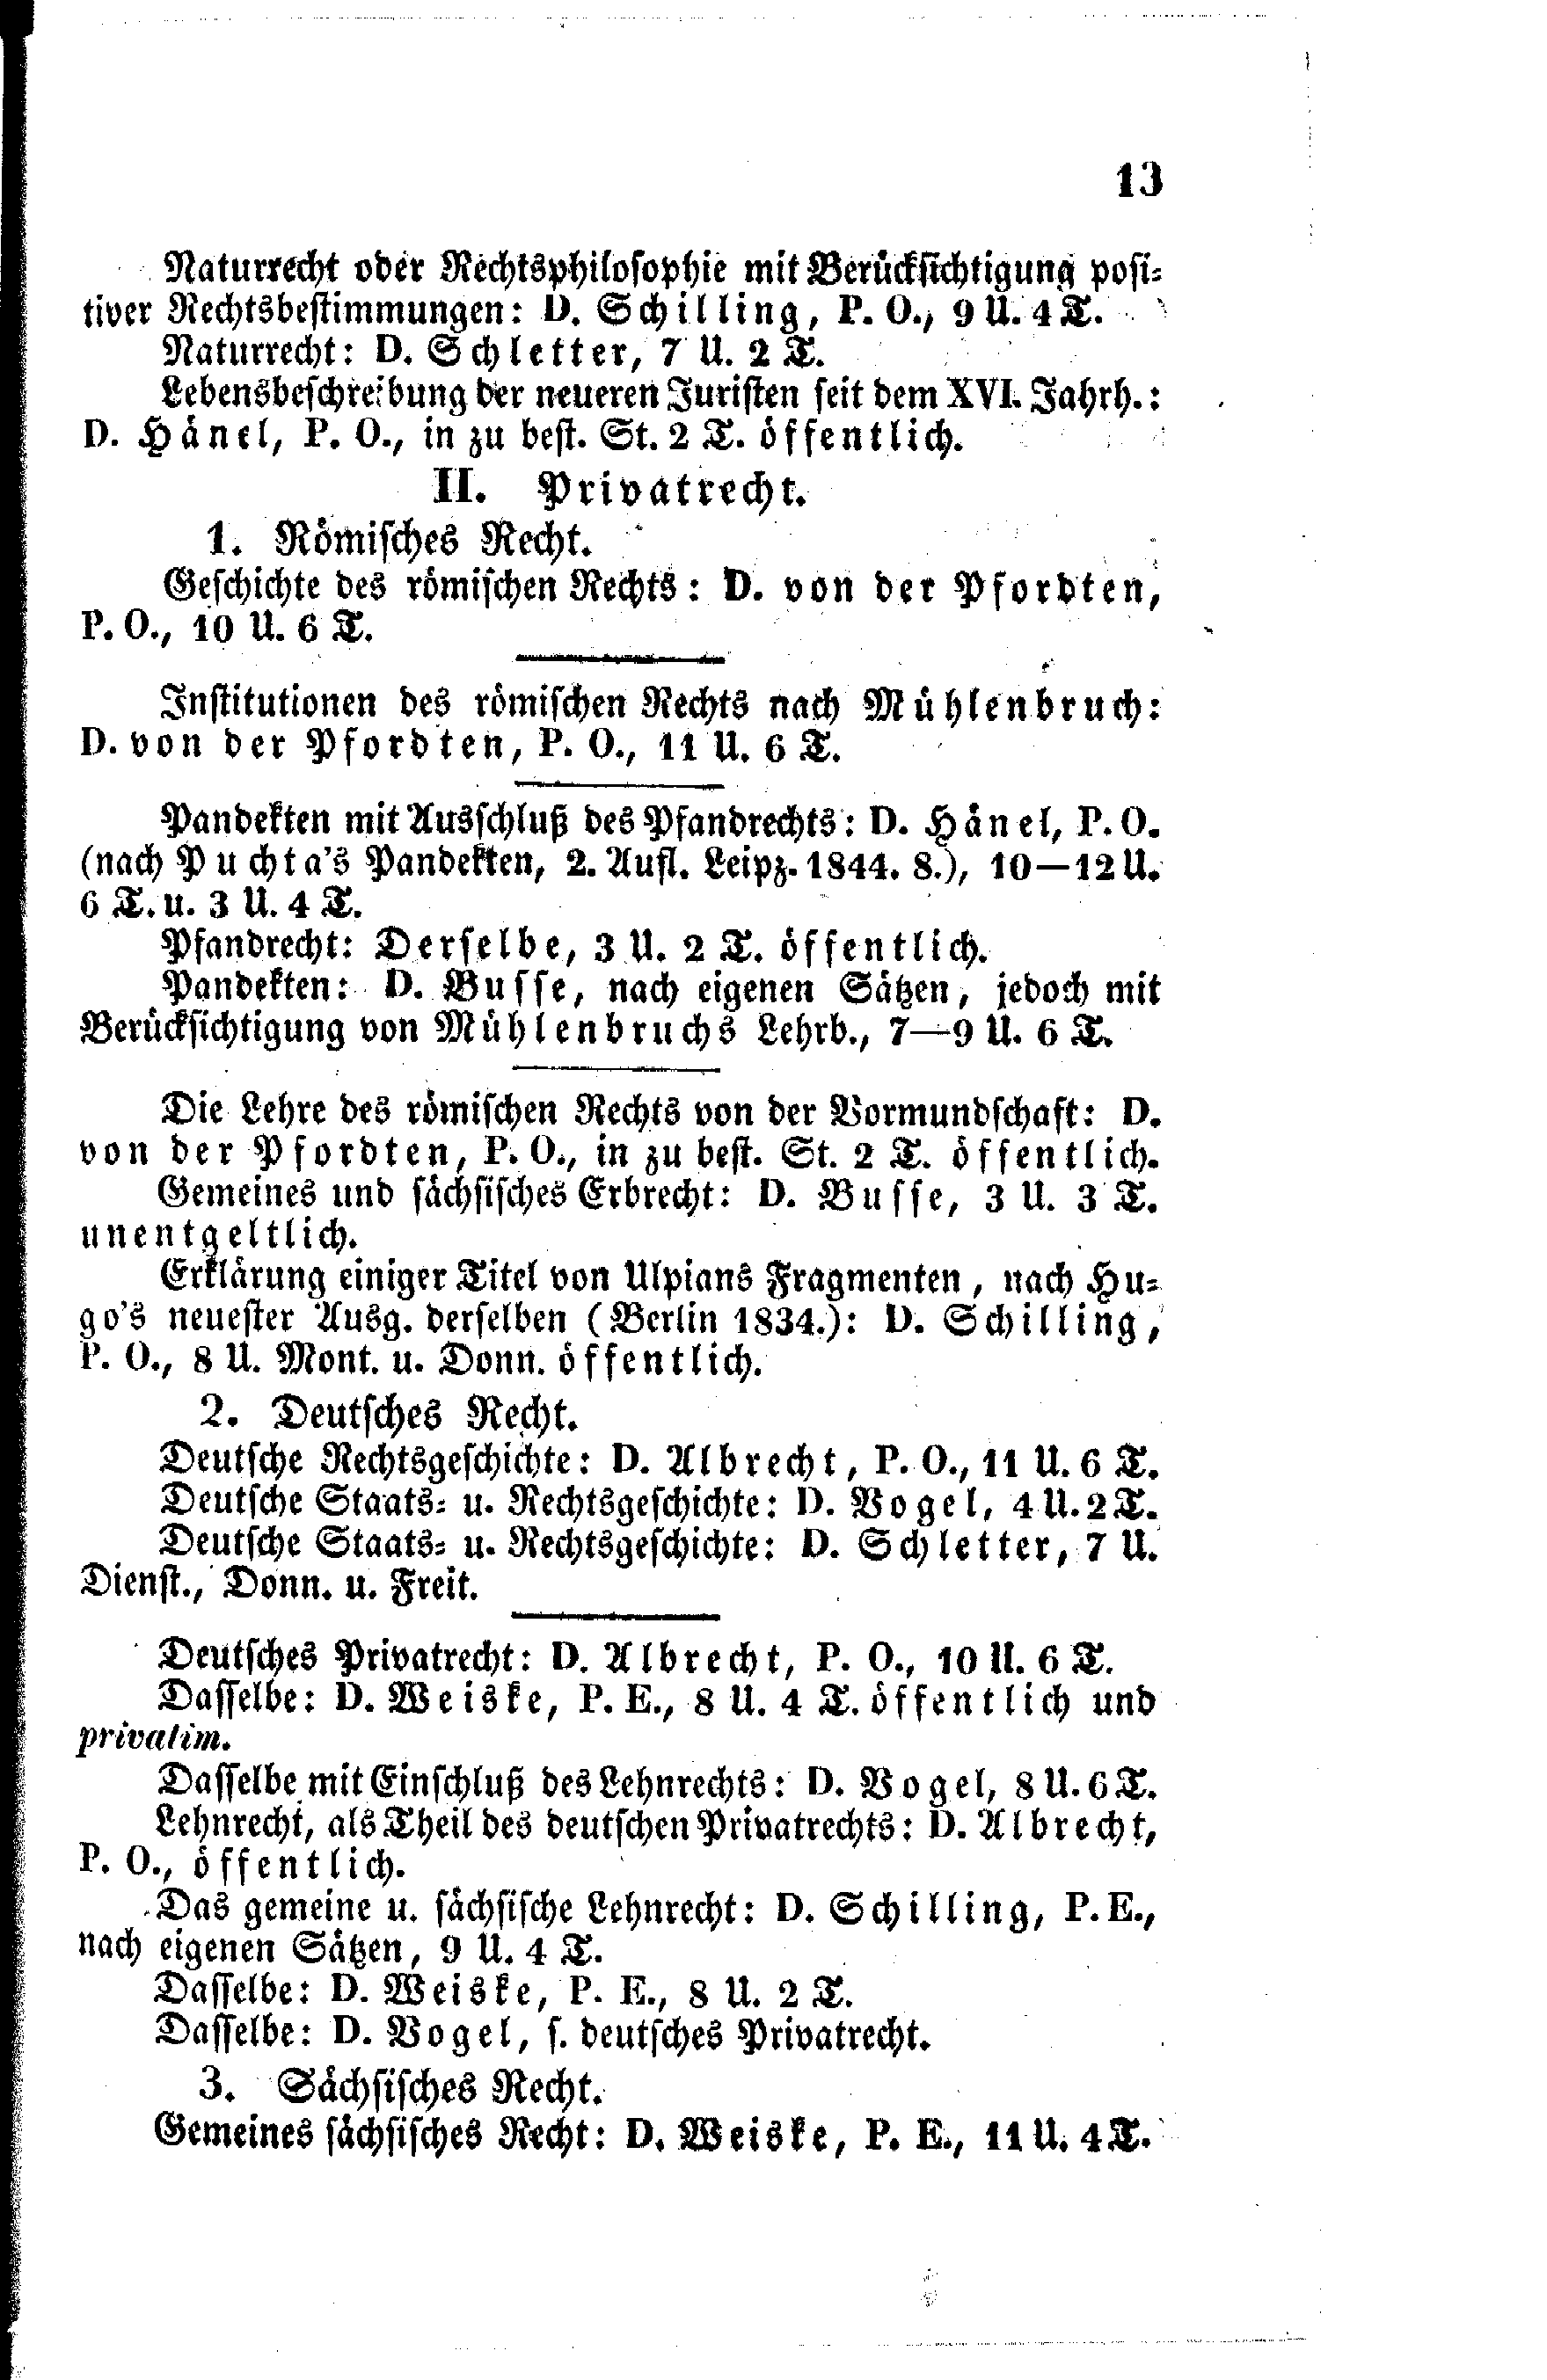 13
Naturrecht oder Rechtsphilosophie mit Berücksichtigung posi-
tiver Rechtsbestimmungen: D. Schilling, P. O., 9 U. 4 T.
Naturrecht: D. Schletter, 7 U. 2 T.
Lebensbeschreibung der neueren Juristen seit dem XVI. Jahrh.:
D. Hänel, P. O., in zu best. St. 2 T. öffentlich.
II. Privatrecht.
1. Römisches Recht.
Geschichte des römischen Rechts: D. von der Pfordten,
P. O., 10 U. 6 T.
Institutionen des römischen Rechts nach Mühlenbruch:
D. von der Pfordten, P. O., 11 U. 6 T.
Pandekten mit Ausschluß des Pfandrechts: D. Hänel, P. O.
(nach Puchta's Pandekten, 2. Aufl. Leipz. 1844. 8.), 10—12 U.
6 T. u. 3 U. 4 T.
Pfandrecht: Derselbe, 3 U. 2 T. öffentlich.
Pandekten: D. Busse, nach eigenen Sätzen, jedoch mit
Berücksichtigung von Mühlenbruchs Lehrb., 7—9 U. 6 T.
Die Lehre des römischen Rechts von der Vormundschaft: D.
von der Pfordten, P. O., in zu best. St. 2 T. öffentlich.
Gemeines und sächsisches Erbrecht: D. Busse, 3 U. 3 T.
unentgeltlich.
Erklärung einiger Titel von Ulpians Fragmenten, nach Hu-
go's neuester Ausg. derselben (Berlin 1834.): D. Schilling,
P. O., 8 U. Mont. u. Donn. öffentlich.
2. Deutsches Recht.
Deutsche Rechtsgeschichte: D. Albrecht, P. O., 11 U. 6 T.
Deutsche Staats- u. Rechtsgeschichte: D. Vogel, 4 U. 2 T.
Deutsche Staats- u. Rechtsgeschichte: D. Schletter, 7 U.
Dienst., Donn. u. Freit.
Deutsches Privatrecht: D. Albrecht, P. O., 10 U. 6 T.
Dasselbe: D. Weiske, P. E., 8 U. 4 T. öffentlich und
privatim.
Dasselbe mit Einschluß des Lehnrechts: D. Vogel, 8 U. 6 T.
Lehnrecht, als Theil des deutschen Privatrechts: D. Albrecht,
P. O., öffentlich.
Das gemeine u. sächsische Lehnrecht: D. Schilling, P. E.,
nach eigenen Sätzen, 9 U. 4 T.
Dasselbe: D. Weiske, P. E., 8 U. 2 T.
Dasselbe: D. Vogel, s. deutsches Privatrecht.
3. Sächsisches Recht.
Gemeines sächsisches Recht: D. Weiske, P. E., 11 U. 4 T.